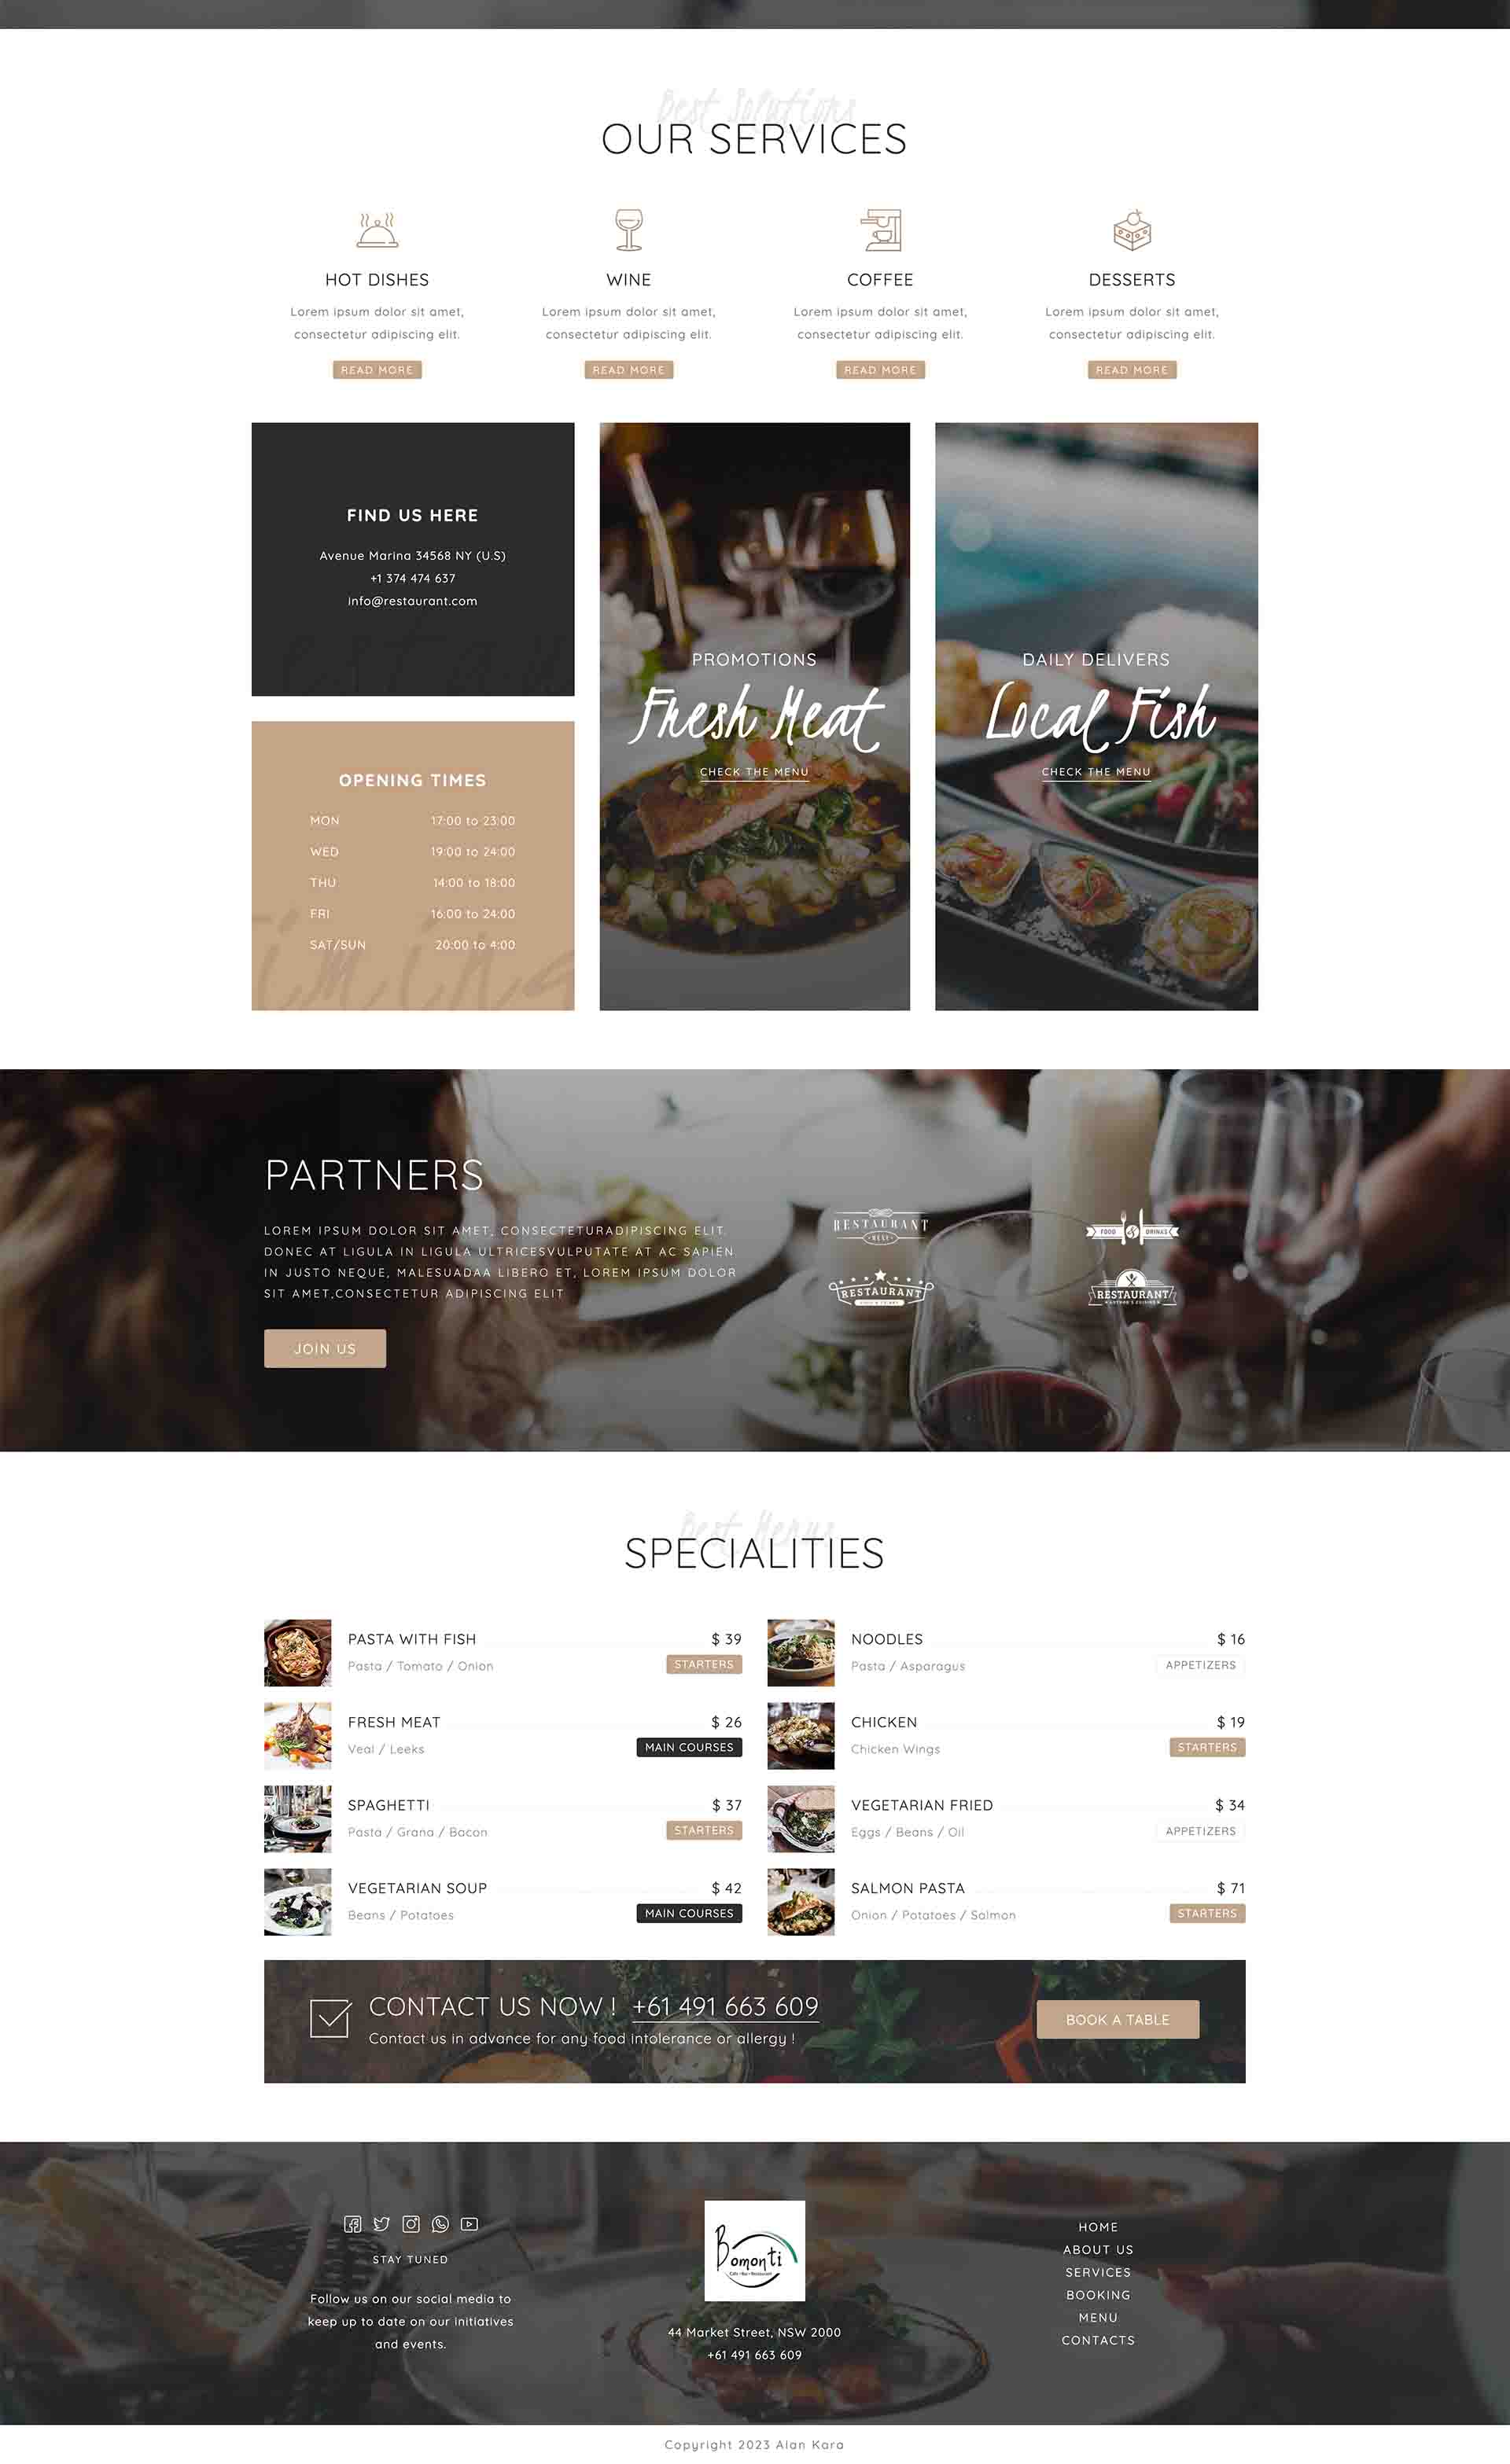 Best Solutions
OUR SERVICES
HOT DISHES
Lorem ipsum dolor sit amet,
consectetur adipiscing elit.
READ MORE
WINE
Lorem ipsum dolor sit amet,
consectetur adipiscing elit.
READ MORE
COFFEE
Lorem ipsum dolor sit amet,
consectetur adipiscing elit.
READ MORE
DESSERTS
Lorem ipsum dolor sit amet,
consectetur adipiscing elit.
READ MORE
FIND US HERE
Avenue Marina 34568 NY (U.S)
+1 374 474 637
info@restaurant.com
OPENING TIMES
MON 17:00 to 23:00
WED 19:00 to 24:00
THU 14:00 to 18:00
FRI 16:00 to 24:00
SAT/SUN 20:00 to 4:00
PROMOTIONS
Fresh Meat
CHECK THE MENU
DAILY DELIVERS
Local Fish
CHECK THE MENU
PARTNERS
LOREM IPSUM DOLOR SIT AMET, CONSECTETURADIPISCING ELIT.
DONEC AT LIGULA IN LIGULA ULTRICESVULPUTATE AT AC SAPIEN
IN JUSTO NEQUE, MALESUADAA LIBERO ET, LOREM IPSUM DOLOR
SIT AMET,CONSECTETUR ADIPISCING ELIT
JOIN US
RESTAURANT
MENU
FOOD & DRINKS
RESTAURANT
RESTAURANT
Best Menus
SPECIALITIES
PASTA WITH FISH $ 39
Pasta / Tomato / Onion STARTERS
FRESH MEAT $ 26
Veal / Leeks MAIN COURSES
SPAGHETTI $ 37
Pasta / Grana / Bacon STARTERS
VEGETARIAN SOUP $ 42
Beans / Potatoes MAIN COURSES
NOODLES $ 16
Pasta / Asparagus APPETIZERS
CHICKEN $ 19
Chicken Wings STARTERS
VEGETARIAN FRIED $ 34
Eggs / Beans / Oil APPETIZERS
SALMON PASTA $ 71
Onion / Potatoes / Salmon STARTERS
CONTACT US NOW ! +61 491 663 609
Contact us in advance for any food intolerance or allergy !
BOOK A TABLE
STAY TUNED
Follow us on our social media to
keep up to date on our initiatives
and events.
Bomonti
Cafe • Bar • Restaurant
44 Market Street, NSW 2000
+61 491 663 609
HOME
ABOUT US
SERVICES
BOOKING
MENU
CONTACTS
Copyright 2023 Alan Kara